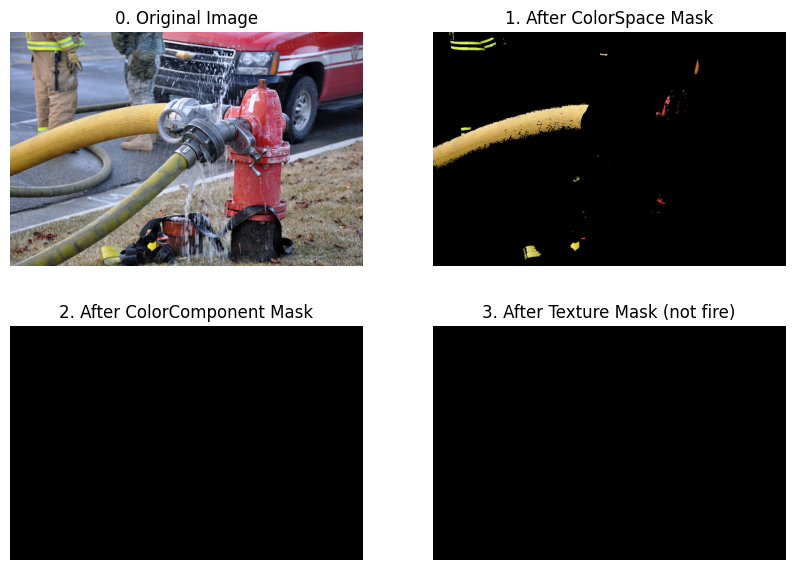 0. Original Image
1. After ColorSpace Mask
2. After ColorComponent Mask
3. After Texture Mask (not fire)